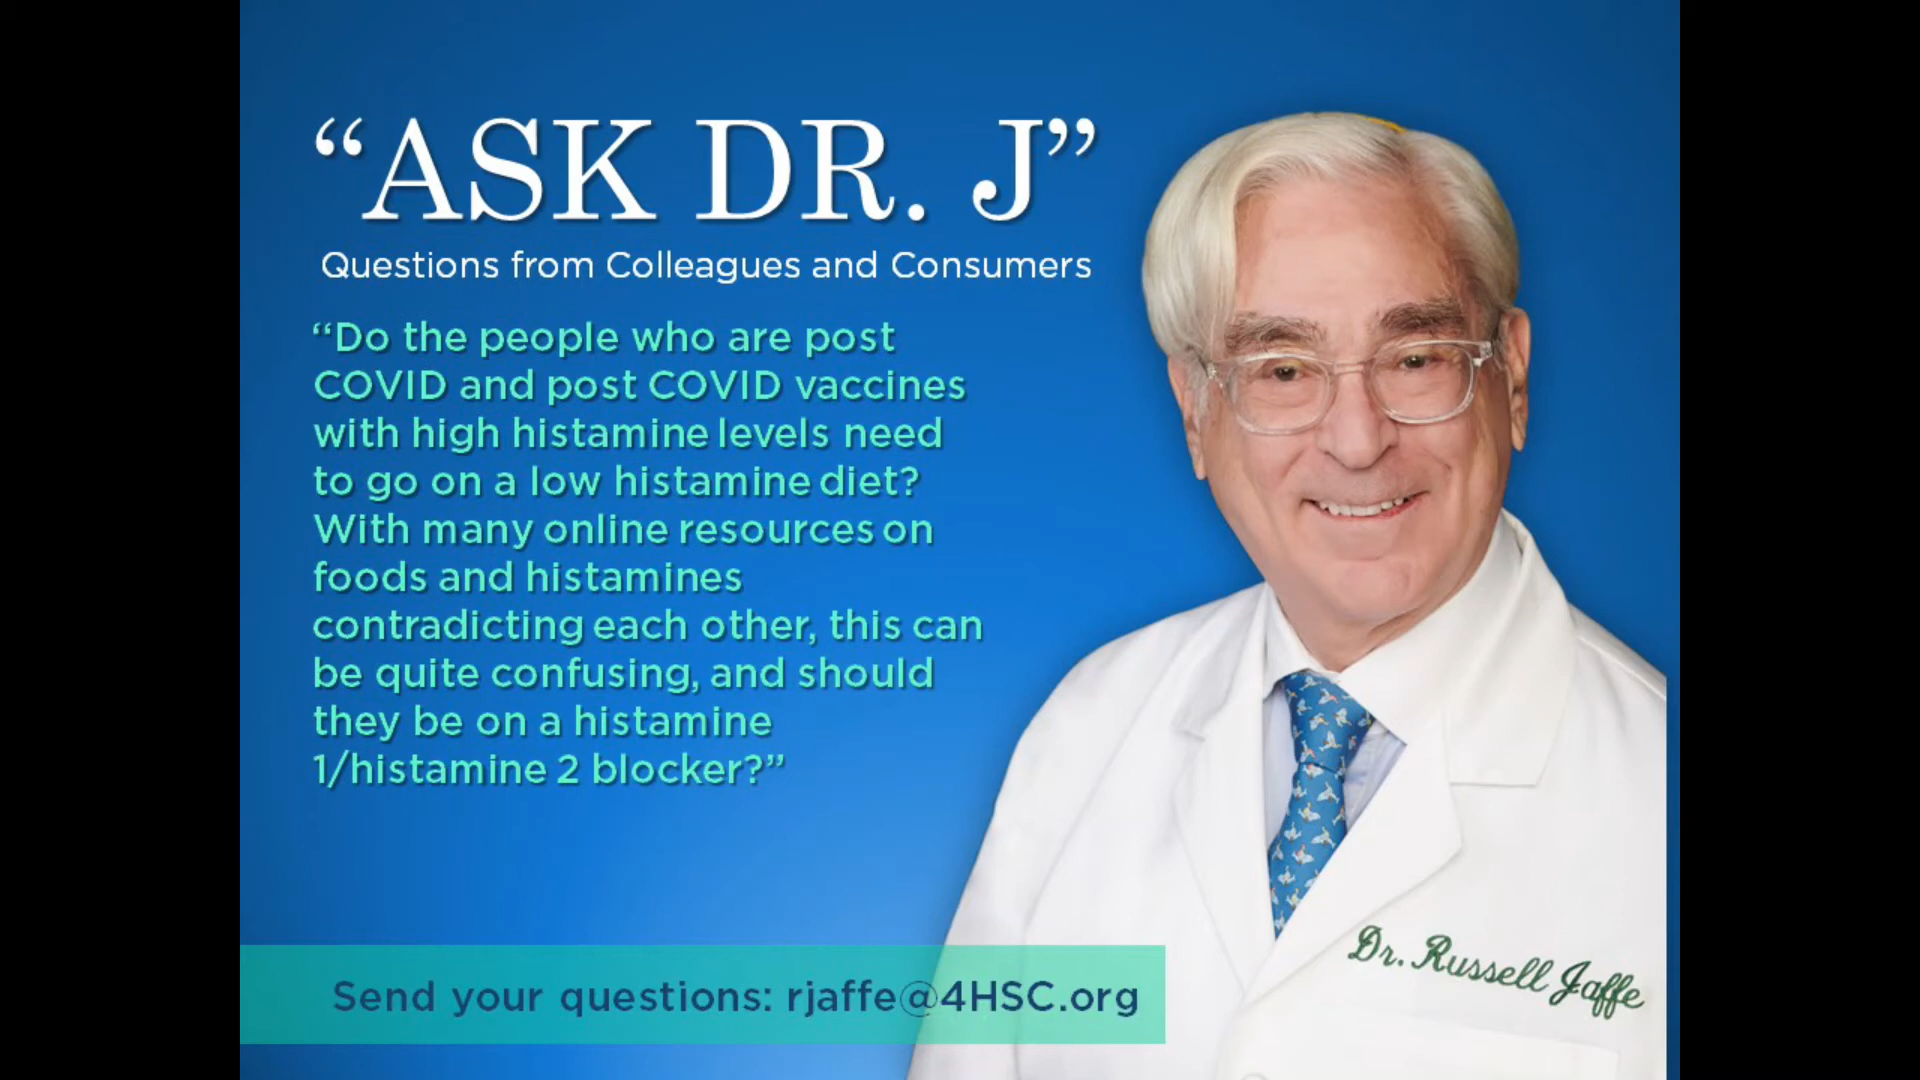 “ASK DR. J”
Questions from Colleagues and Consumers
“Do the people who are post
COVID and post COVID vaccines
with high histamine levels need
to go on a low histamine diet?
With many online resources on
foods and histamines
contradicting each other, this can
be quite confusing, and should
they be on a histamine
1/histamine 2 blocker?”
Dr. Russell Jaffe
Send your questions: rjaffe@4HSC.org